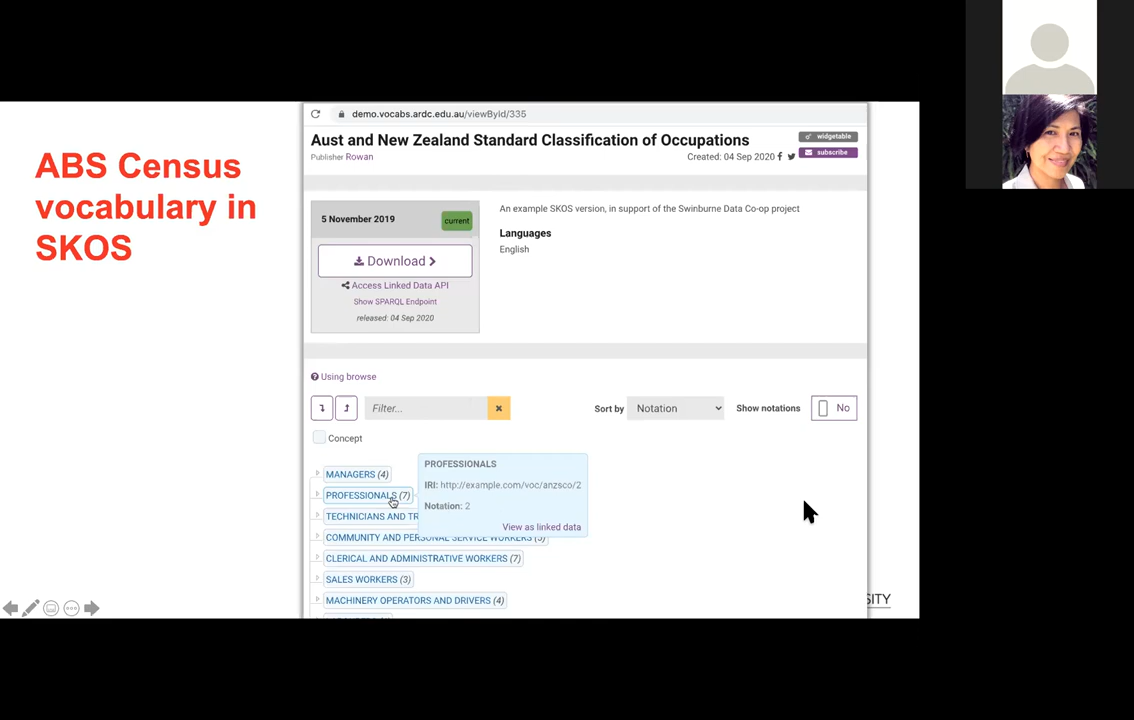 ABS Census
vocabulary in
SKOS
demo.vocabs.ardc.edu.au/viewById/335
Aust and New Zealand Standard Classification of Occupations
widgetable
Publisher Rowan
Created: 04 Sep 2020
subscribe
5 November 2019
current
Download
Access Linked Data API
Show SPARQL Endpoint
released: 04 Sep 2020
An example SKOS version, in support of the Swinburne Data Co-op project
Languages
English
Using browse
Filter...
Sort by
Notation
Show notations
No
Concept
MANAGERS (4)
PROFESSIONALS (7)
TECHNICIANS AND TR
COMMUNITY AND PERSONAL SERVICE WORKERS (5)
CLERICAL AND ADMINISTRATIVE WORKERS (7)
SALES WORKERS (3)
MACHINERY OPERATORS AND DRIVERS (4)
PROFESSIONALS
IRI: http://example.com/voc/anzsco/2
Notation: 2
View as linked data
SITY